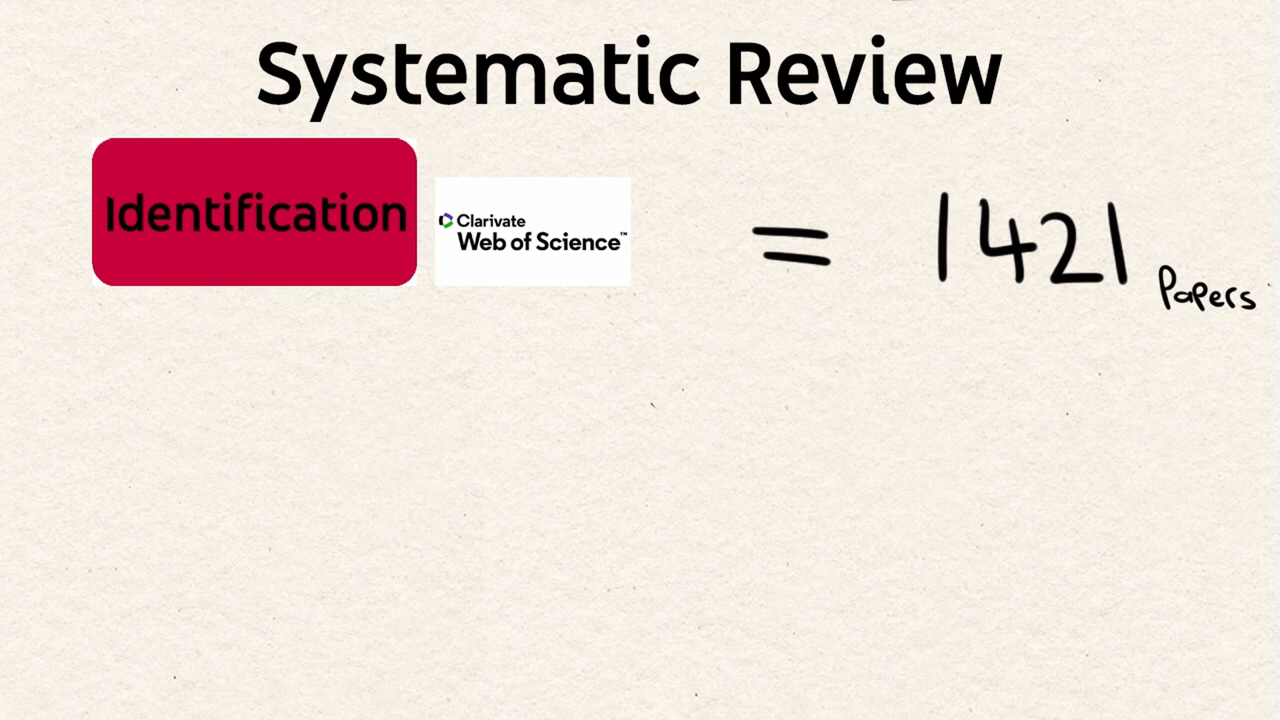 Systematic Review
Identification
Clarivate
Web of Science™
= 1421
Papers